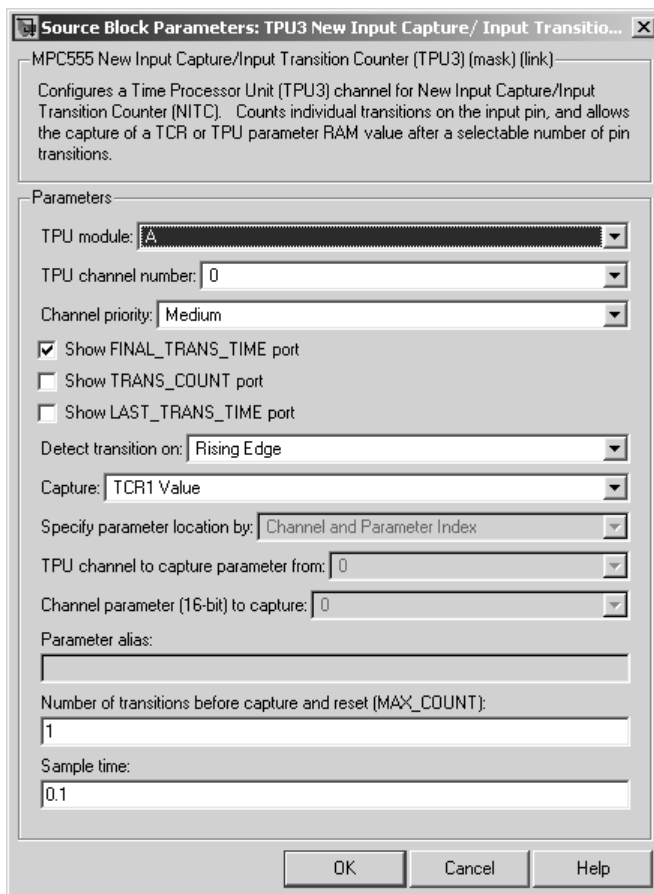 Source Block Parameters: TPU3 New Input Capture/ Input Transitio...
MPC555 New Input Capture/Input Transition Counter (TPU3) (mask) (link)
Configures a Time Processor Unit (TPU3) channel for New Input Capture/Input
Transition Counter (NITC).   Counts individual transitions on the input pin, and allows
the capture of a TCR or TPU parameter RAM value after a selectable number of pin
transitions.
Parameters
TPU module: A
TPU channel number: 0
Channel priority: Medium
Show FINAL_TRANS_TIME port
Show TRANS_COUNT port
Show LAST_TRANS_TIME port
Detect transition on: Rising Edge
Capture: TCR1 Value
Specify parameter location by: Channel and Parameter Index
TPU channel to capture parameter from: 0
Channel parameter (16-bit) to capture: 0
Parameter alias:
Number of transitions before capture and reset (MAX_COUNT):
1
Sample time:
0.1
OK Cancel Help